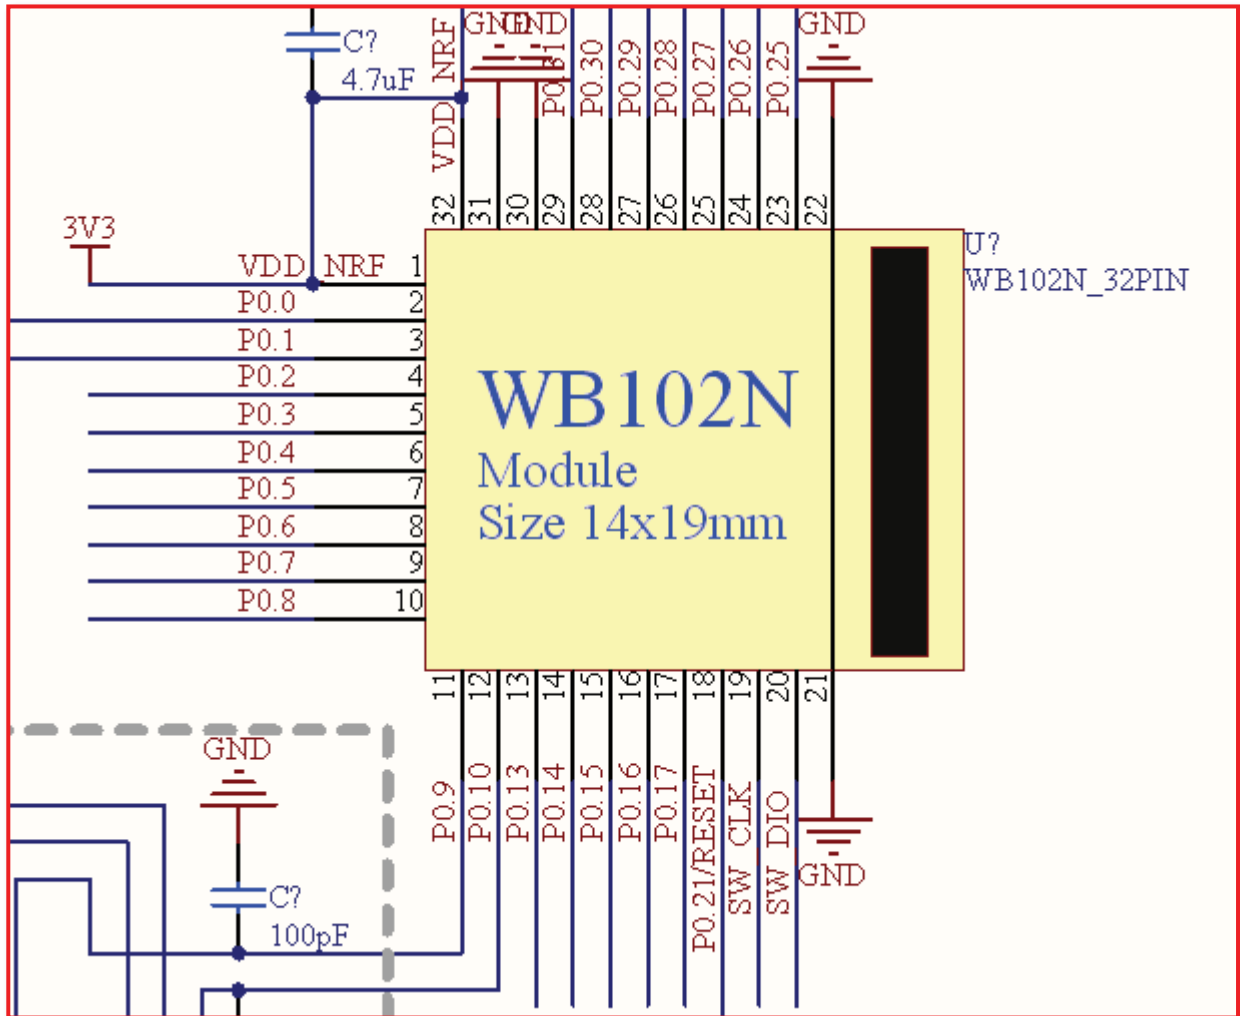 GND
GND
GND
C?
4.7uF
VDD_NRF
P0.31
P0.30
P0.29
P0.28
P0.27
P0.26
P0.25
32
31
30
29
28
27
26
25
24
23
22
3V3
U?
WB102N_32PIN
VDD_NRF
1
P0.0
2
P0.1
3
P0.2
4
P0.3
5
P0.4
6
P0.5
7
P0.6
8
P0.7
9
P0.8
10
WB102N
Module
Size 14x19mm
11
12
13
14
15
16
17
18
19
20
21
GND
P0.9
P0.10
P0.13
P0.14
P0.15
P0.16
P0.17
P0.21/RESET
SW_CLK
SW_DIO
GND
C?
100pF